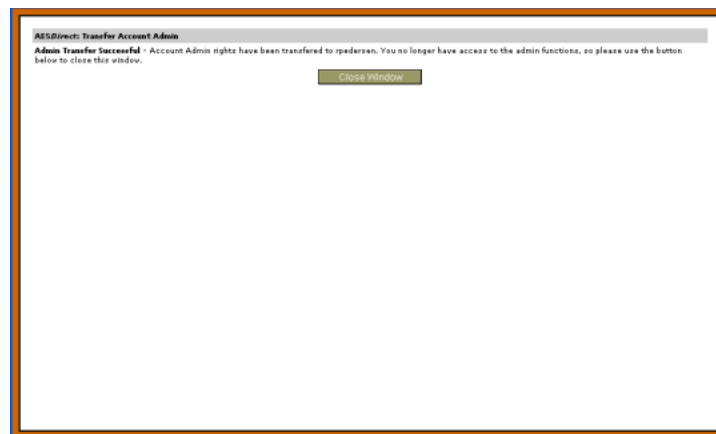 AESDirect: Transfer Account Admin
Admin Transfer Successful - Account Admin rights have been transfered to rpedersen. You no longer have access to the admin functions, so please use the button
below to close this window.
Close Window